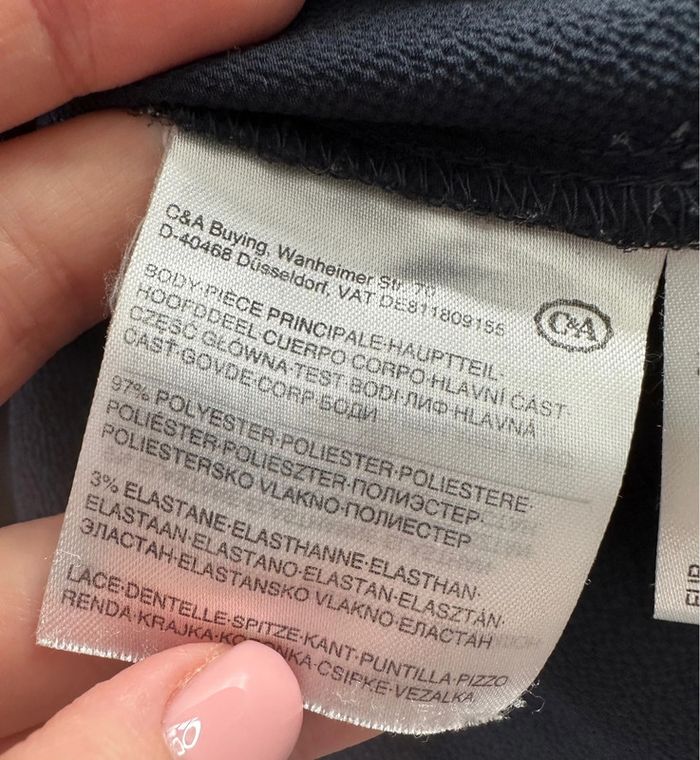 C&A Buying, Wanheimer Str. 70
D-40468 Düsseldorf, VAT DE811809155
C&A
BODY·PIECE PRINCIPALE·HAUPTTEIL·
HOOFDDEEL CUERPO CORPO·HLAVNÍ ČÁST·
CZEŚĆ GŁÓWNA·TEST·BODI·ЛИФ·HLAVNÁ
ČASŤ·GOVDE·CORP·БОДИ
97% POLYESTER·POLIESTER·POLIESTERE·
POLIÉSTER·POLIESZTER·ПОЛИЭСТЕР·
POLIESTERSKO VLAKNO·ПОЛИЕСТЕР
3% ELASTANE·ELASTHANNE·ELASTHAN·
ELASTAAN·ELASTANO·ELASTAN·ELASZTÁN·
ЭЛАСТАН·ELASTANSKO VLAKNO·ЕЛАСТАН
LACE·DENTELLE·SPITZE·KANT·PUNTILLA·PIZZO
RENDA·KRAJKA·CSIPKE·VEZALKA
EUR